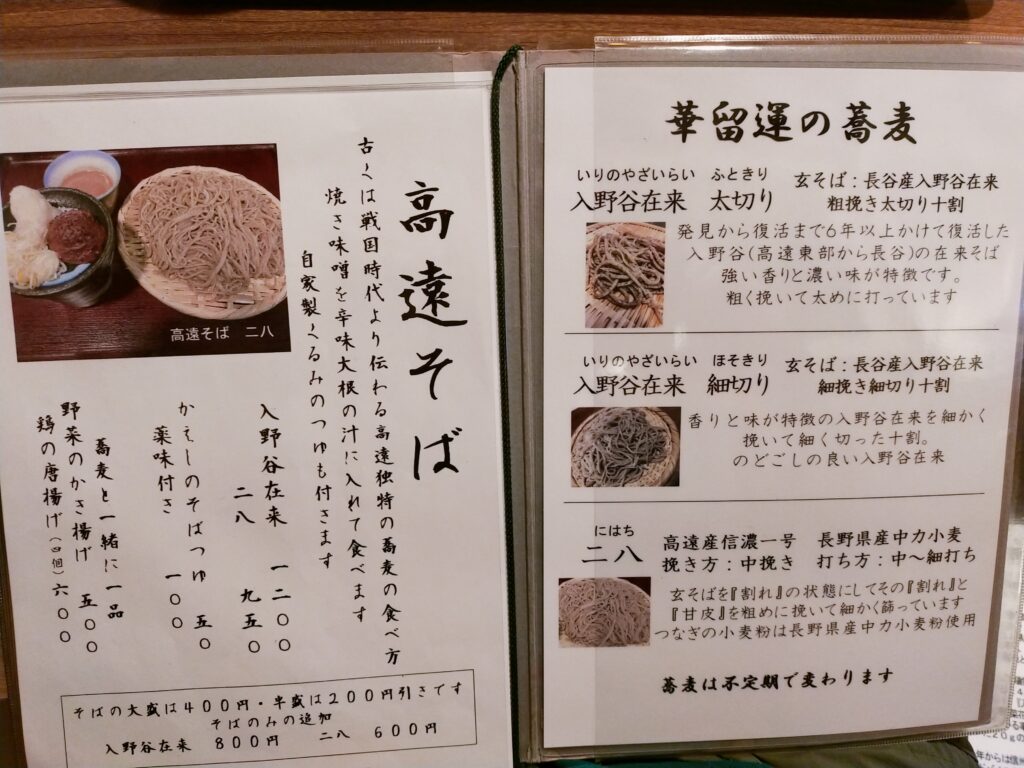 高遠そば
古くは戦国時代より伝わる高遠独特の蕎麦の食べ方
焼き味噌を辛味大根の汁に入れて食べます
自家製くるみのつゆも付きます
高遠そば 二八
入野谷在来 一二〇〇
二八 九五〇
かえしのそばつゆ 五〇
薬味付き 一〇〇
蕎麦と一緒に一品
野菜のかき揚げ 五〇〇
鶏の唐揚げ(四個) 六〇〇
そばの大盛は400円・半盛は200円引きです
そばのみの追加
入野谷在来 800円 二八 600円
華留運の蕎麦
いりのやざいらい ふときり
入野谷在来 太切り
玄そば:長谷産入野谷在来
粗挽き太切り十割
発見から復活まで6年以上かけて復活した
入野谷(高遠東部から長谷)の在来そば
強い香りと濃い味が特徴です。
粗く挽いて太めに打っています
いりのやざいらい ほそきり
入野谷在来 細切り
玄そば:長谷産入野谷在来
細挽き細切り十割
香りと味が特徴の入野谷在来を細かく
挽いて細く切った十割。
のどごしの良い入野谷在来
にはち
二八
高遠産信濃一号 長野県産中力小麦
挽き方:中挽き 打ち方:中〜細打ち
玄そばを『割れ』の状態にしてその『割れ』と
『甘皮』を粗めに挽いて細かく篩っています
つなぎの小麦粉は長野県産中力小麦粉使用
蕎麦は不定期で変わります